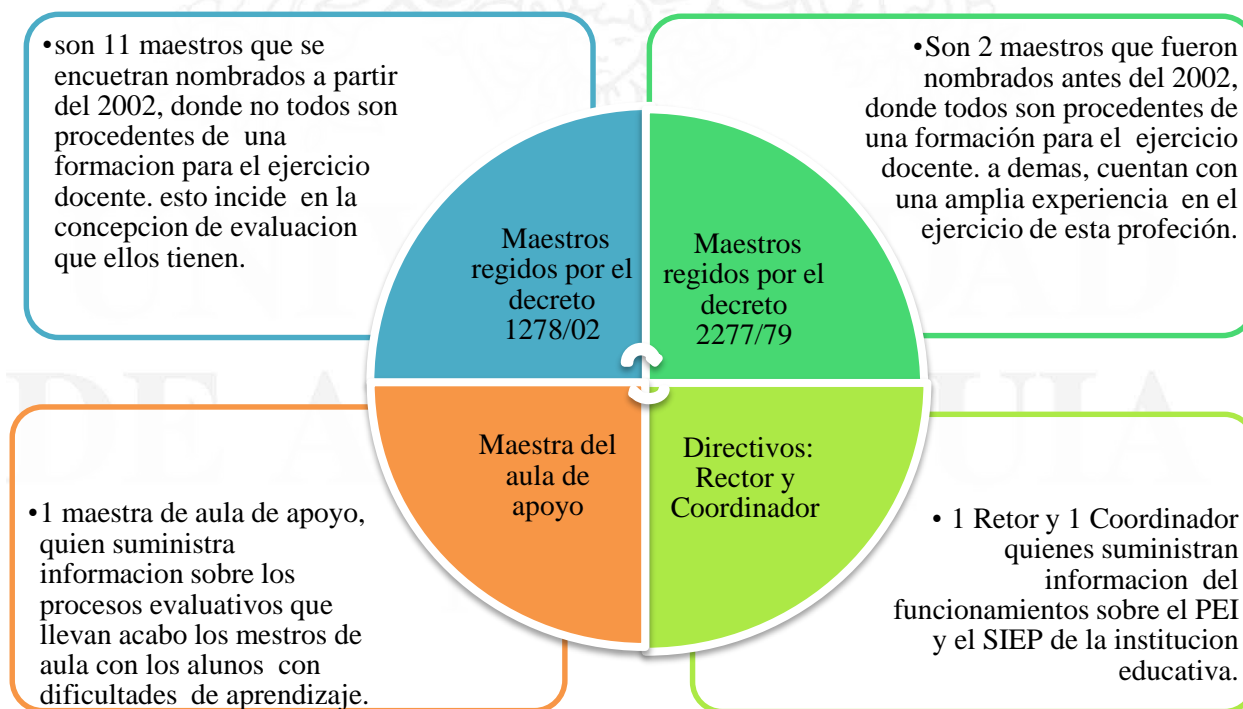 •son 11 maestros que se
encuetran nombrados a partir
del 2002, donde no todos son
procedentes de una
formacion para el ejercicio
docente. esto incide en la
concepcion de evaluacion
que ellos tienen.
•Son 2 maestros que fueron
nombrados antes del 2002,
donde todos son procedentes de
una formación para el ejercicio
docente. a demas, cuentan con
una amplia experiencia en el
ejercicio de esta profeción.
Maestros
regidos por el
decreto
1278/02
Maestros
regidos por el
decreto
2277/79
Maestra del
aula de
apoyo
Directivos:
Rector y
Coordinador
•1 maestra de aula de apoyo,
quien suministra
informacion sobre los
procesos evaluativos que
llevan acabo los mestros de
aula con los alunos con
dificultades de aprendizaje.
• 1 Retor y 1 Coordinador
quienes suministran
informacion del
funcionamientos sobre el PEI
y el SIEP de la institucion
educativa.